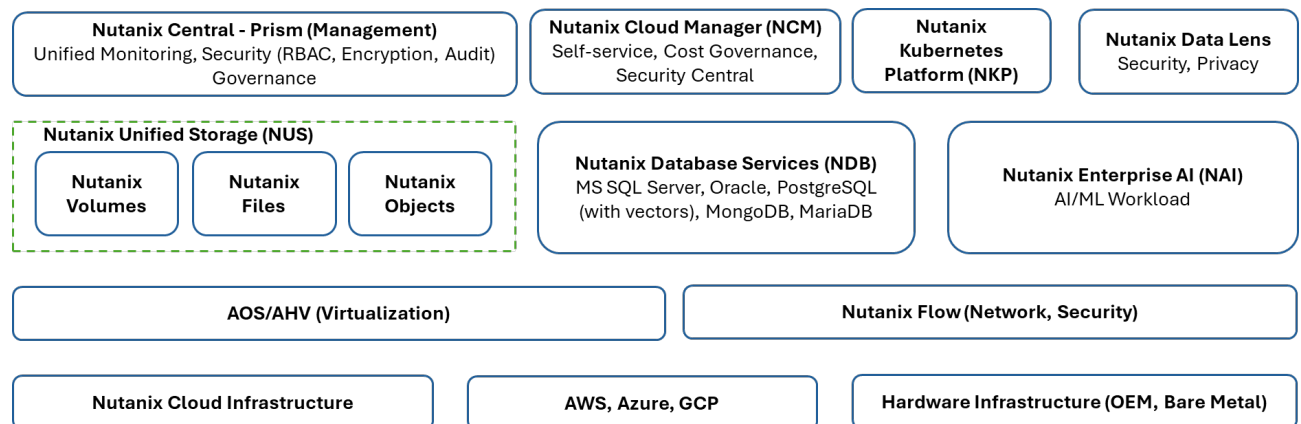 Nutanix Central - Prism (Management)
Unified Monitoring, Security (RBAC, Encryption, Audit)
Governance
Nutanix Cloud Manager (NCM)
Self-service, Cost Governance,
Security Central
Nutanix
Kubernetes
Platform (NKP)
Nutanix Data Lens
Security, Privacy
Nutanix Unified Storage (NUS)
Nutanix
Volumes
Nutanix
Files
Nutanix
Objects
Nutanix Database Services (NDB)
MS SQL Server, Oracle, PostgreSQL
(with vectors), MongoDB, MariaDB
Nutanix Enterprise AI (NAI)
AI/ML Workload
AOS/AHV (Virtualization)
Nutanix Flow (Network, Security)
Nutanix Cloud Infrastructure
AWS, Azure, GCP
Hardware Infrastructure (OEM, Bare Metal)